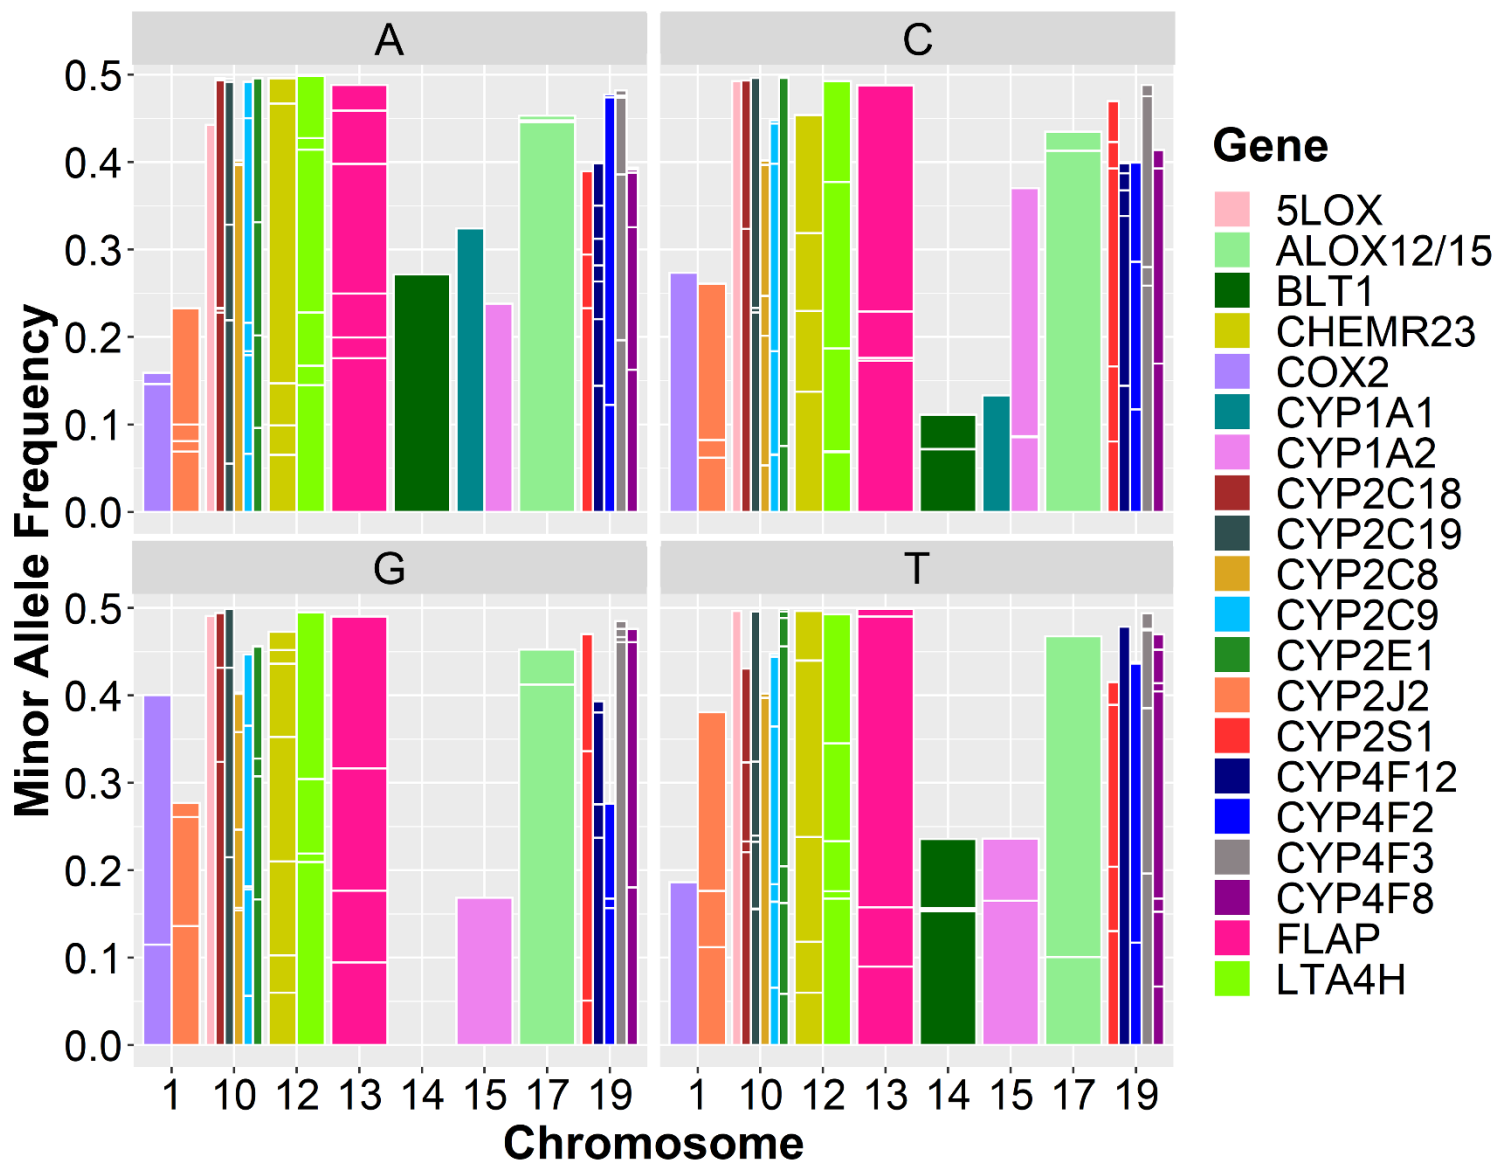 A
C
0.5
0.4
0.3
0.2
0.1
0.0
G
T
0.5
0.4
0.3
0.2
0.1
0.0
Minor Allele Frequency
1 10 12 13 14 15 17 19
1 10 12 13 14 15 17 19
Chromosome
Gene
5LOX
ALOX12/15
BLT1
CHEMR23
COX2
CYP1A1
CYP1A2
CYP2C18
CYP2C19
CYP2C8
CYP2C9
CYP2E1
CYP2J2
CYP2S1
CYP4F12
CYP4F2
CYP4F3
CYP4F8
FLAP
LTA4H